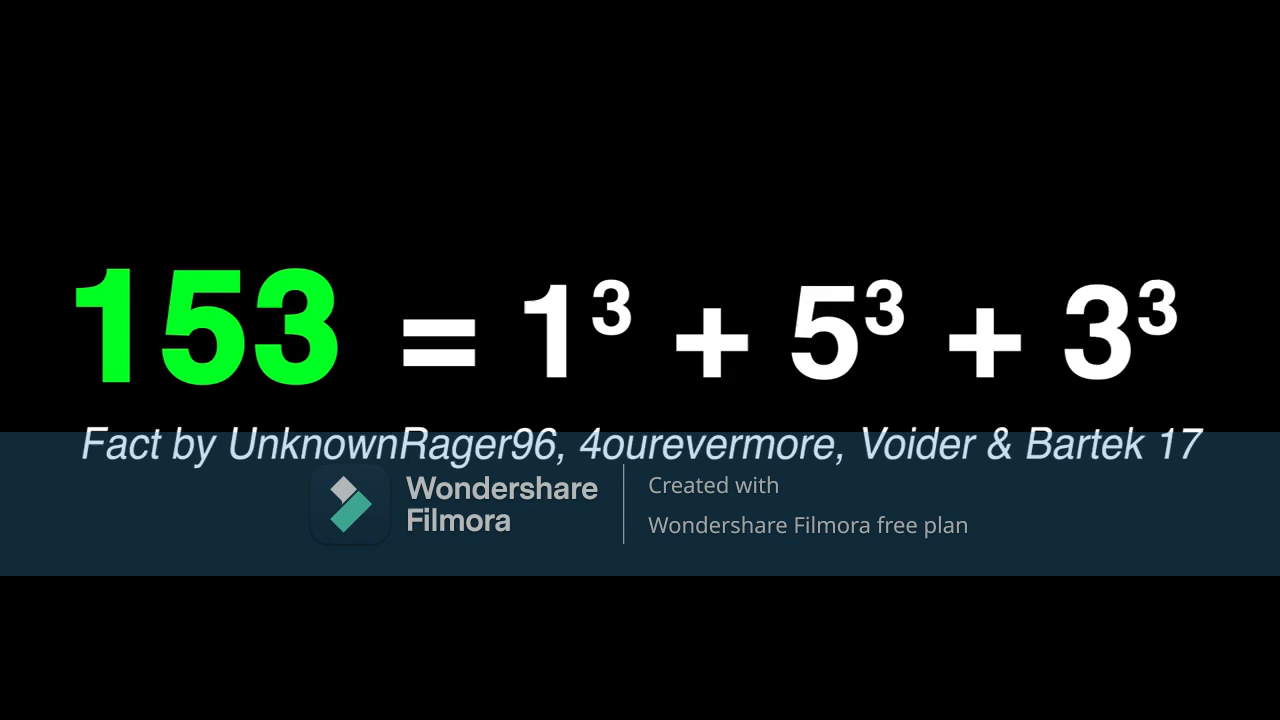 153 = 1³ + 5³ + 3³
Fact by UnknownRager96, 4ourevermore, Voider & Bartek 17
Wondershare
Filmora
Created with
Wondershare Filmora free plan